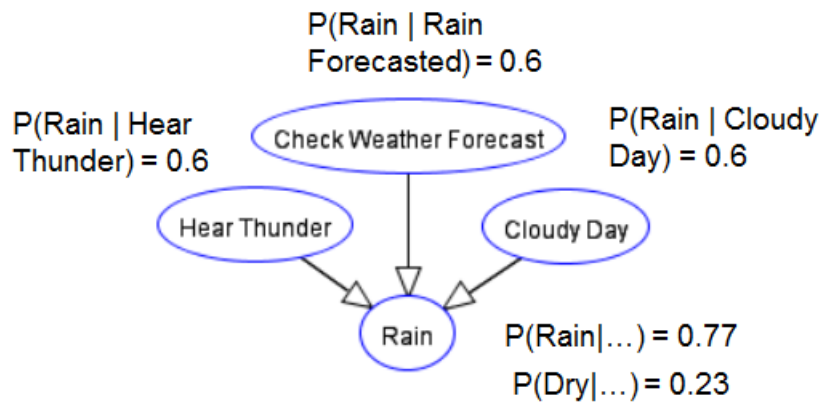 P(Rain | Rain
Forecasted) = 0.6
P(Rain | Hear
Thunder) = 0.6
Check Weather Forecast
P(Rain | Cloudy
Day) = 0.6
Hear Thunder
Cloudy Day
Rain
P(Rain|...) = 0.77
P(Dry|...) = 0.23